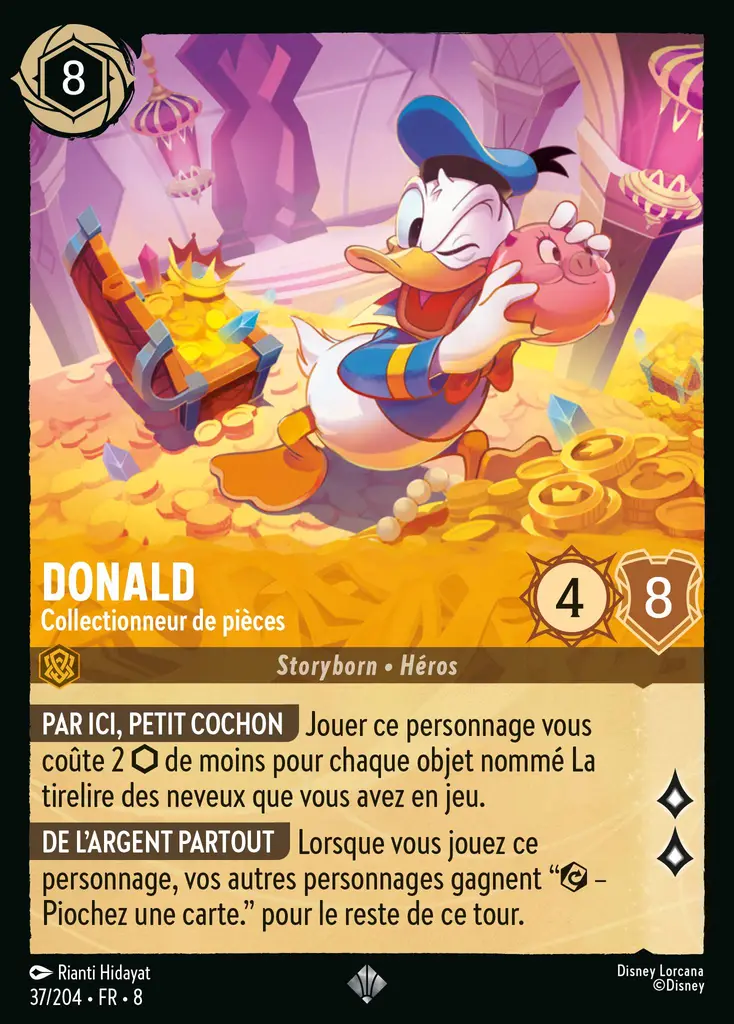 8
DONALD
Collectionneur de pièces
4
8
Storyborn • Héros
PAR ICI, PETIT COCHON Jouer ce personnage vous
coûte 2 de moins pour chaque objet nommé La
tirelire des neveux que vous avez en jeu.
DE L'ARGENT PARTOUT Lorsque vous jouez ce
personnage, vos autres personnages gagnent “ –
Piochez une carte.” pour le reste de ce tour.
Rianti Hidayat
37/204 • FR • 8
Disney Lorcana
©Disney